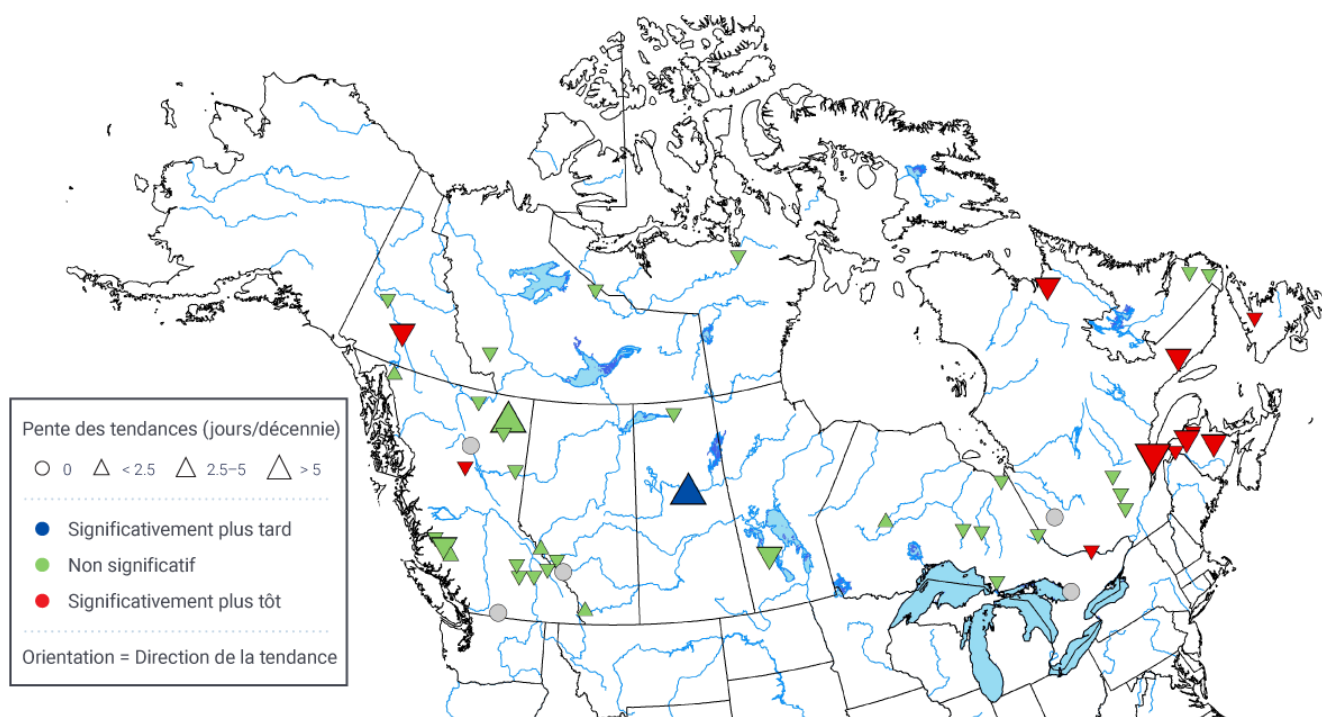 Pente des tendances (jours/décennie)
0 < 2.5 2.5–5 > 5
Significativement plus tard
Non significatif
Significativement plus tôt
Orientation = Direction de la tendance